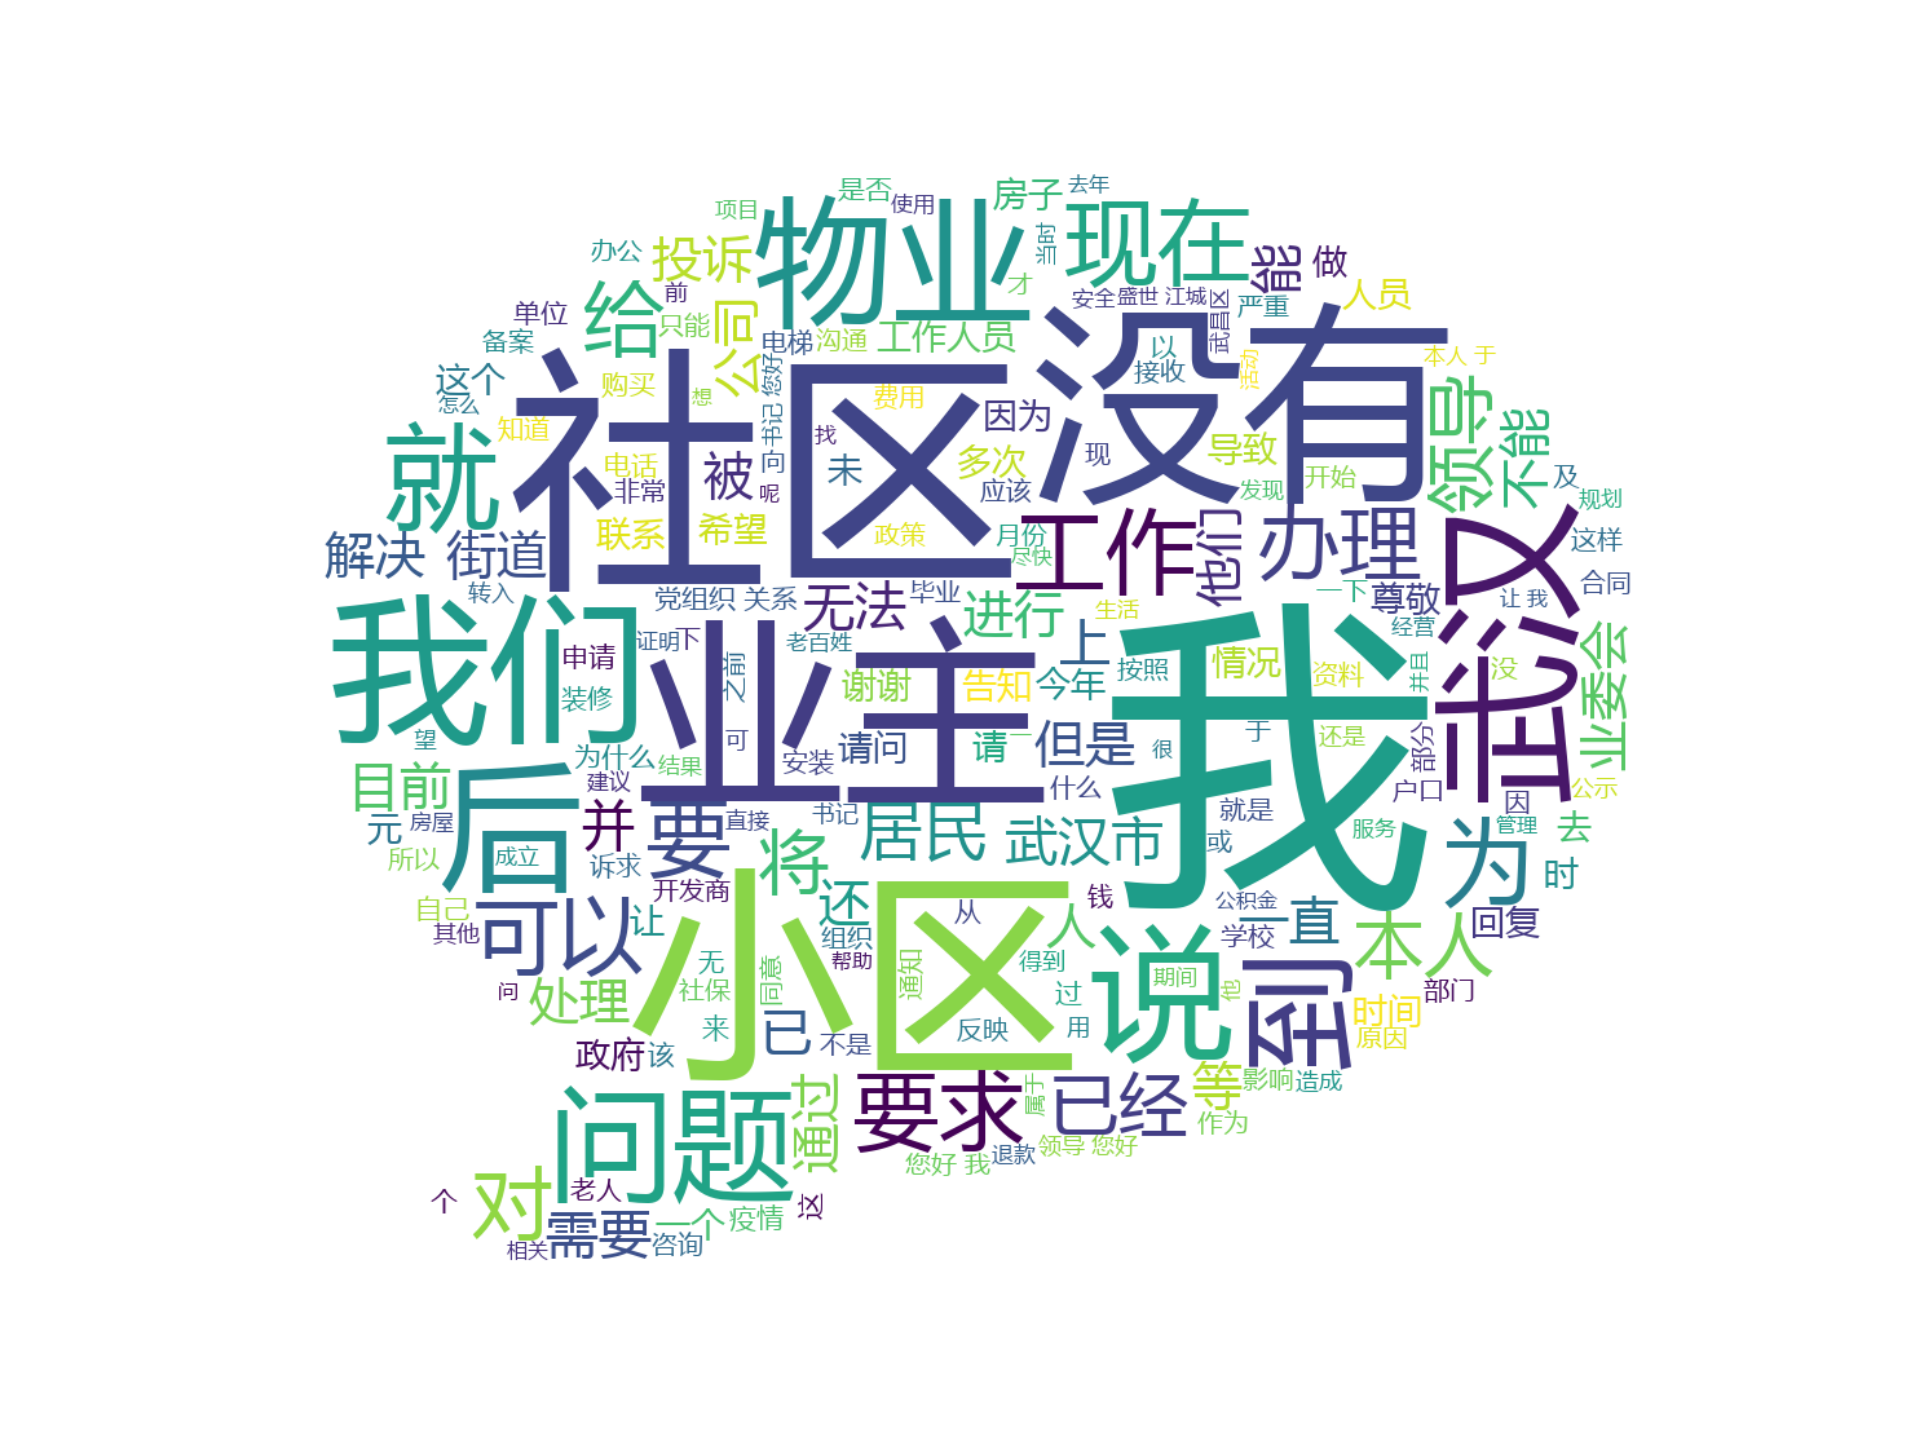 去年
是否
房子
使用
项目
物业
现在
当时
办公
投诉
能
做
才
给
前
公司
安全
盛世 江城
武昌区
严重
人员
单位
只能
电梯
沟通
工作人员
没有
以
备案
社区
您好
接收
活动
本人 于
这个
购买
想
费用
领导
怎么
书记
因为
不能
知道
就
找
多次
现
导致
电话
被
向
未
开始
及
非常
呢
应该
发现
规划
联系
希望
政策
月份
工作
他们
办理
武汉
解决
街道
尽快
这样
转入
党组织 关系
无法
毕业
进行
生活
一下
尊敬
让 我
合同
我们
业主
我
证明
下
老百姓
上
经营
业委会
申请
之前
谢谢
告知
今年
按照
情况
资料
并且
没
装修
望
可
请问
请
一
但是
很
于
还是
部分
为什么
结果
安装
目前
后
建议
什么
户口
公示
元
房屋
并
要
直接
书记
居民
武汉市
就是
因
管理
去
所以
成立
诉求
将
或
服务
为
时
开发商
还
小区
从
钱
公积金
自己
可以
让
人
一直
本人
回复
其他
组织
学校
无
帮助
通知
得到
说
期间
他
到
部门
问
处理
社保
同意
过
时间
来
已
不是
反映
用
原因
政府
该
问题
通过
要求
属于
已经
等
影响
造成
作为
领导 您好
您好 我
退款
对
个
老人
这
需要
一个
疫情
相关
咨询